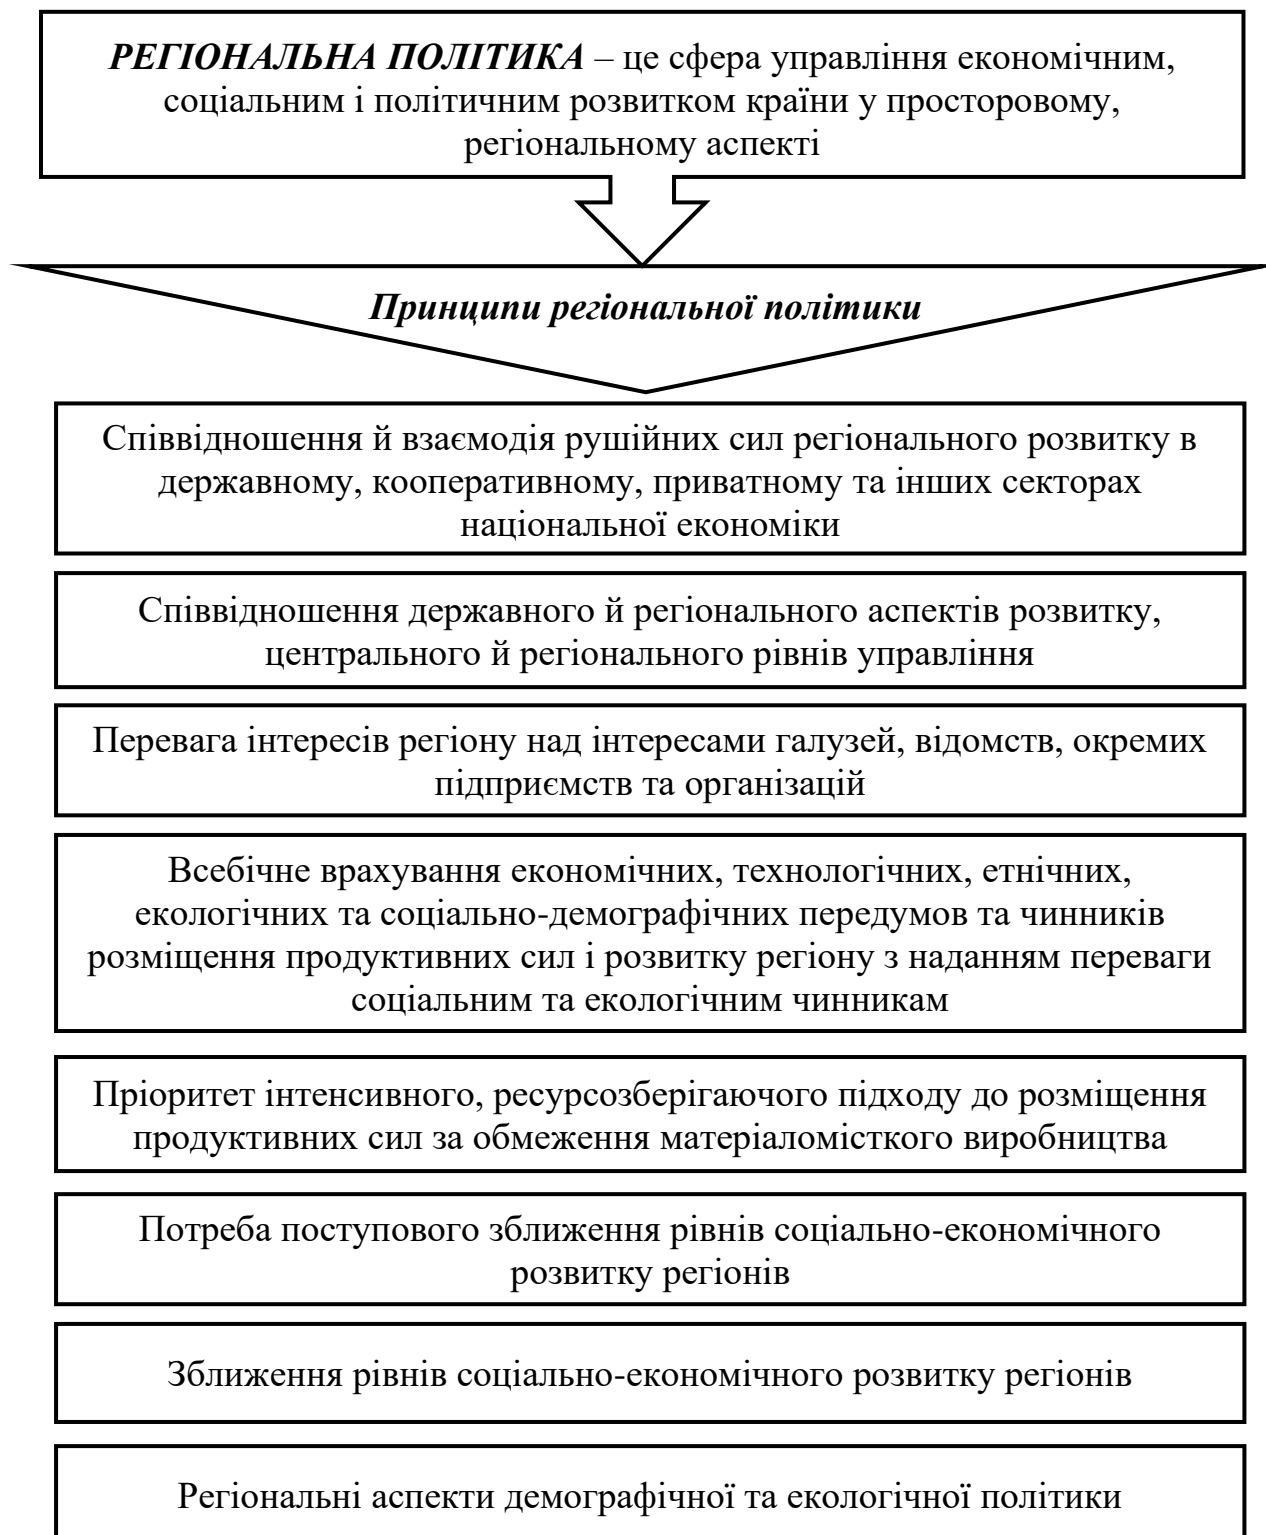 РЕГІОНАЛЬНА ПОЛІТИКА – це сфера управління економічним,
соціальним і політичним розвитком країни у просторовому,
регіональному аспекті
Принципи регіональної політики
Співвідношення й взаємодія рушійних сил регіонального розвитку в
державному, кооперативному, приватному та інших секторах
національної економіки
Співвідношення державного й регіонального аспектів розвитку,
центрального й регіонального рівнів управління
Перевага інтересів регіону над інтересами галузей, відомств, окремих
підприємств та організацій
Всебічне врахування економічних, технологічних, етнічних,
екологічних та соціально-демографічних передумов та чинників
розміщення продуктивних сил і розвитку регіону з наданням переваги
соціальним та екологічним чинникам
Пріоритет інтенсивного, ресурсозберігаючого підходу до розміщення
продуктивних сил за обмеження матеріаломісткого виробництва
Потреба поступового зближення рівнів соціально-економічного
розвитку регіонів
Зближення рівнів соціально-економічного розвитку регіонів
Регіональні аспекти демографічної та екологічної політики